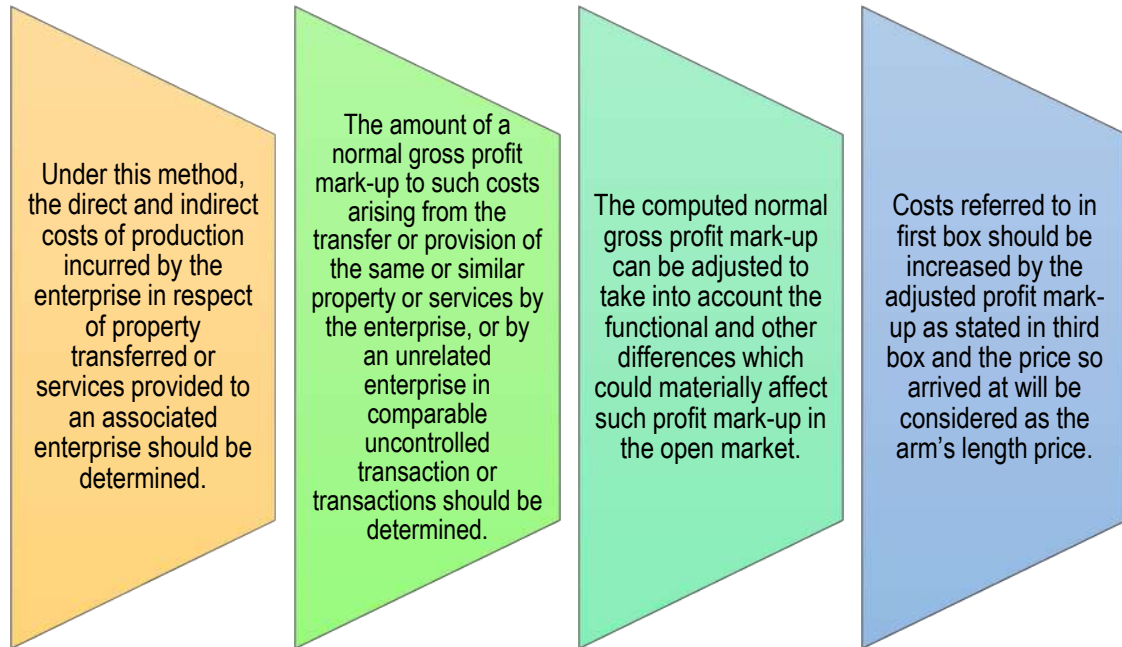 Under this method,
the direct and indirect
costs of production
incurred by the
enterprise in respect
of property
transferred or
services provided to
an associated
enterprise should be
determined.
The amount of a
normal gross profit
mark-up to such costs
arising from the
transfer or provision of
the same or similar
property or services by
the enterprise, or by
an unrelated
enterprise in
comparable
uncontrolled
transaction or
transactions should be
determined.
The computed normal
gross profit mark-up
can be adjusted to
take into account the
functional and other
differences which
could materially affect
such profit mark-up in
the open market.
Costs referred to in
first box should be
increased by the
adjusted profit mark-
up as stated in third
box and the price so
arrived at will be
considered as the
arm’s length price.